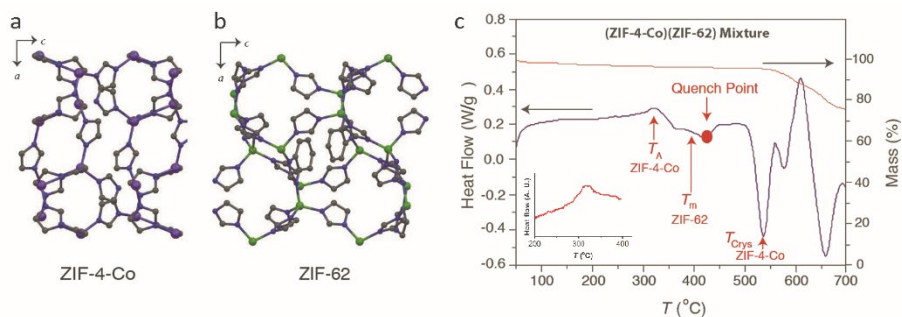 a
c
a
ZIF-4-Co
b
c
a
ZIF-62
c
(ZIF-4-Co)(ZIF-62) Mixture
Quench Point
T_Λ
ZIF-4-Co
T_m
ZIF-62
T_Crys
ZIF-4-Co
Heat Flow (W/g)
0.8
0.6
0.4
0.2
0.0
-0.2
-0.4
-0.6
Mass (%)
100
80
60
40
20
0
100 200 300 400 500 600 700
T (°C)
Heat flow (A. U.)
200 300 400
T (°C)